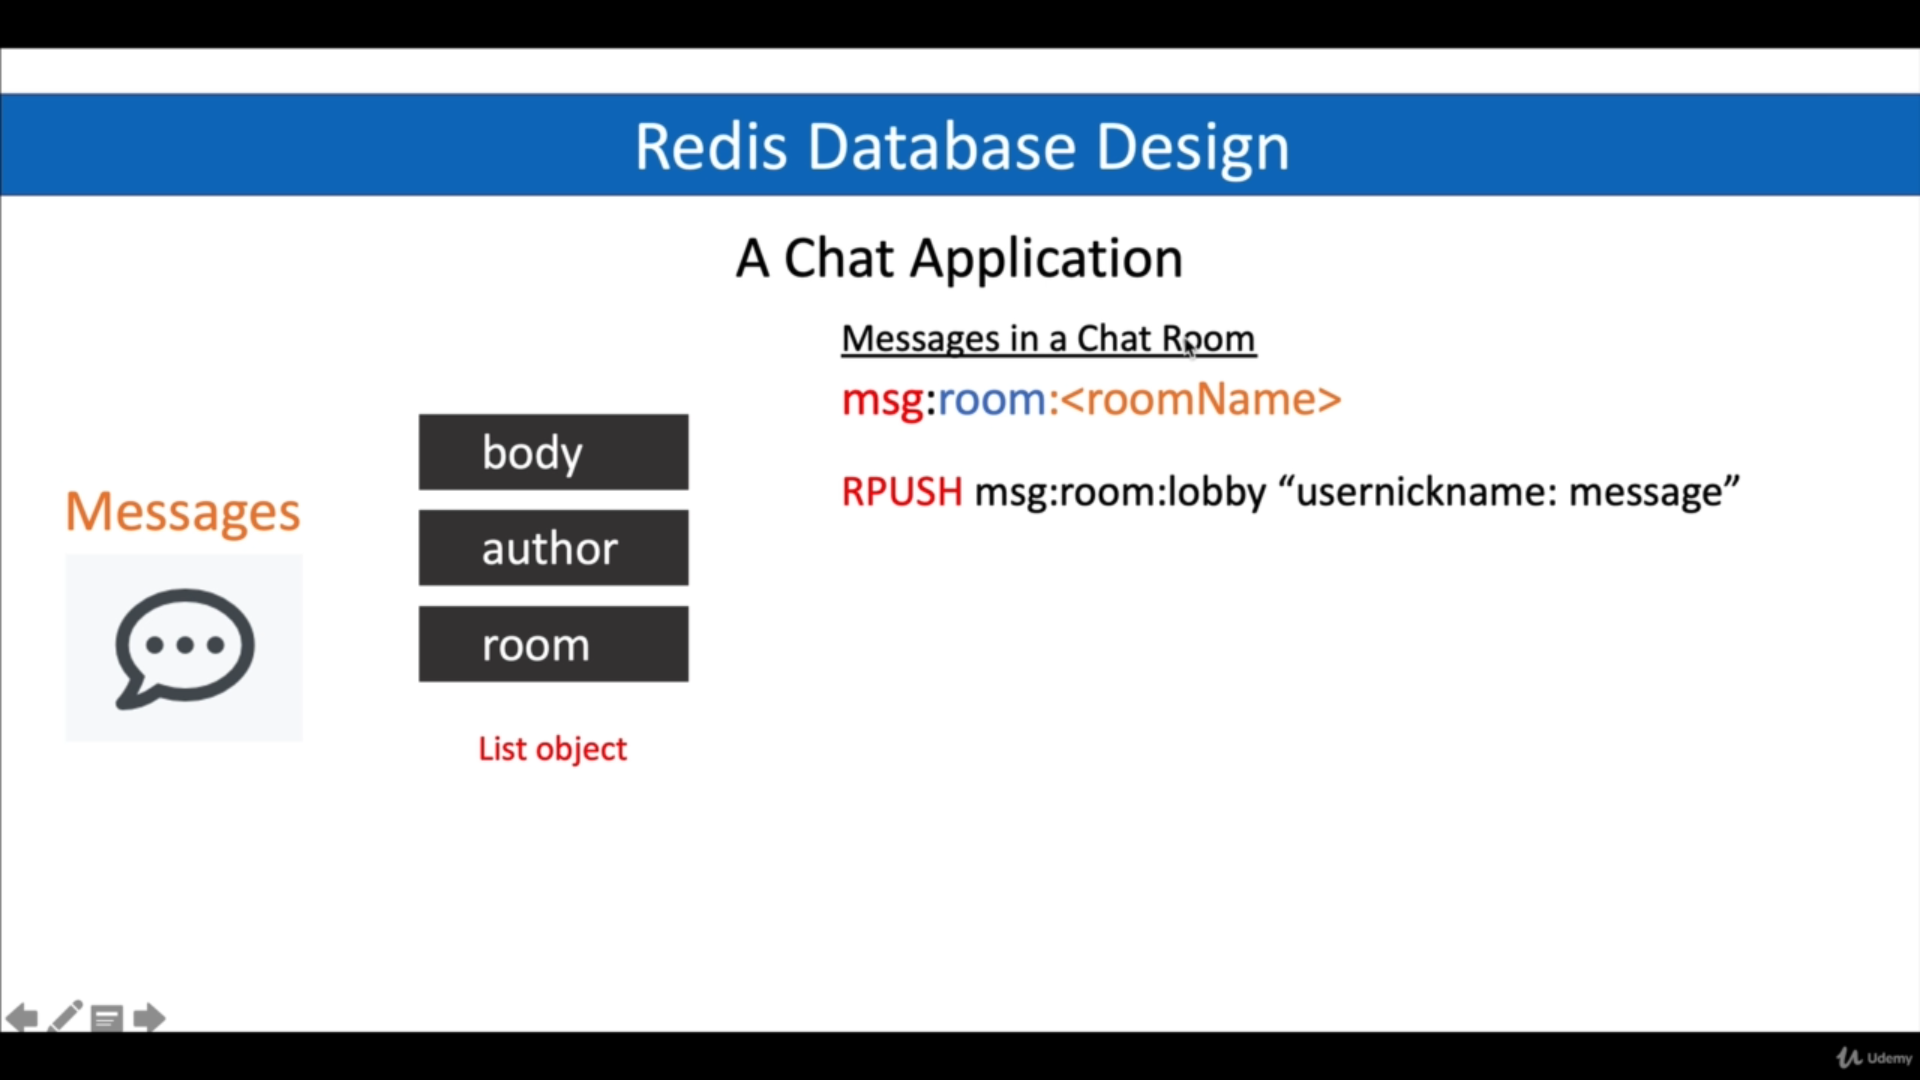 Redis Database Design
A Chat Application
Messages in a Chat Room
msg:room:<roomName>
RPUSH msg:room:lobby “usernickname: message”
Messages
body
author
room
List object
Udemy